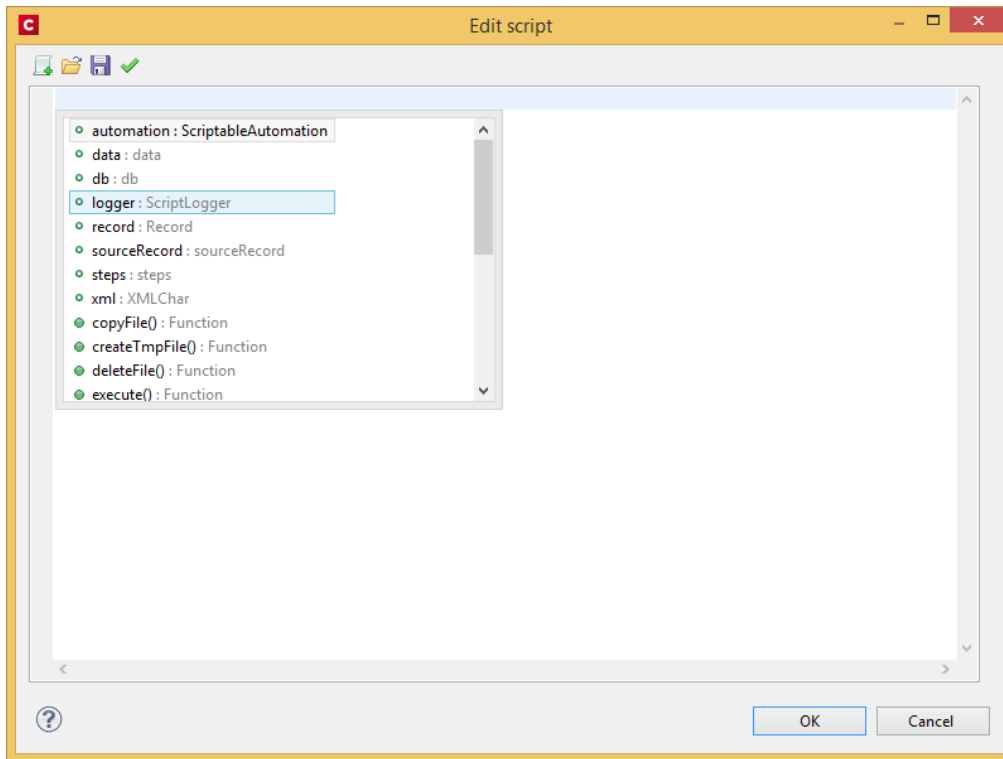 C
Edit script
automation : ScriptableAutomation
data : data
db : db
logger : ScriptLogger
record : Record
sourceRecord : sourceRecord
steps : steps
xml : XMLChar
copyFile() : Function
createTmpFile() : Function
deleteFile() : Function
execute() : Function
?
OK
Cancel